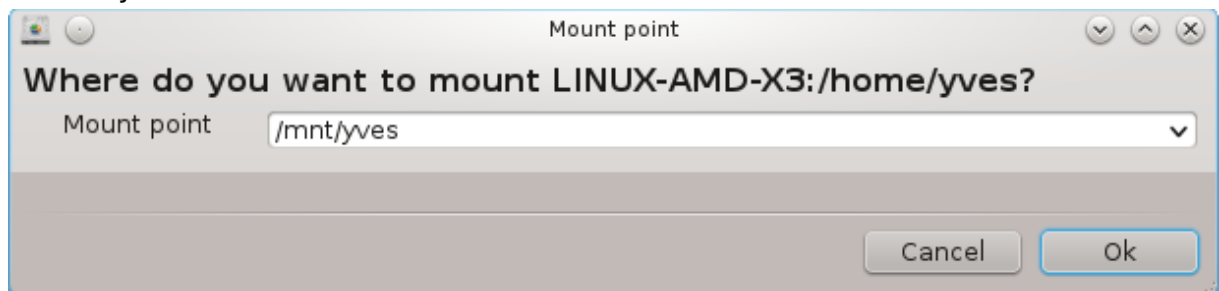 Mount point
Where do you want to mount LINUX-AMD-X3:/home/yves?
Mount point /mnt/yves
Cancel Ok